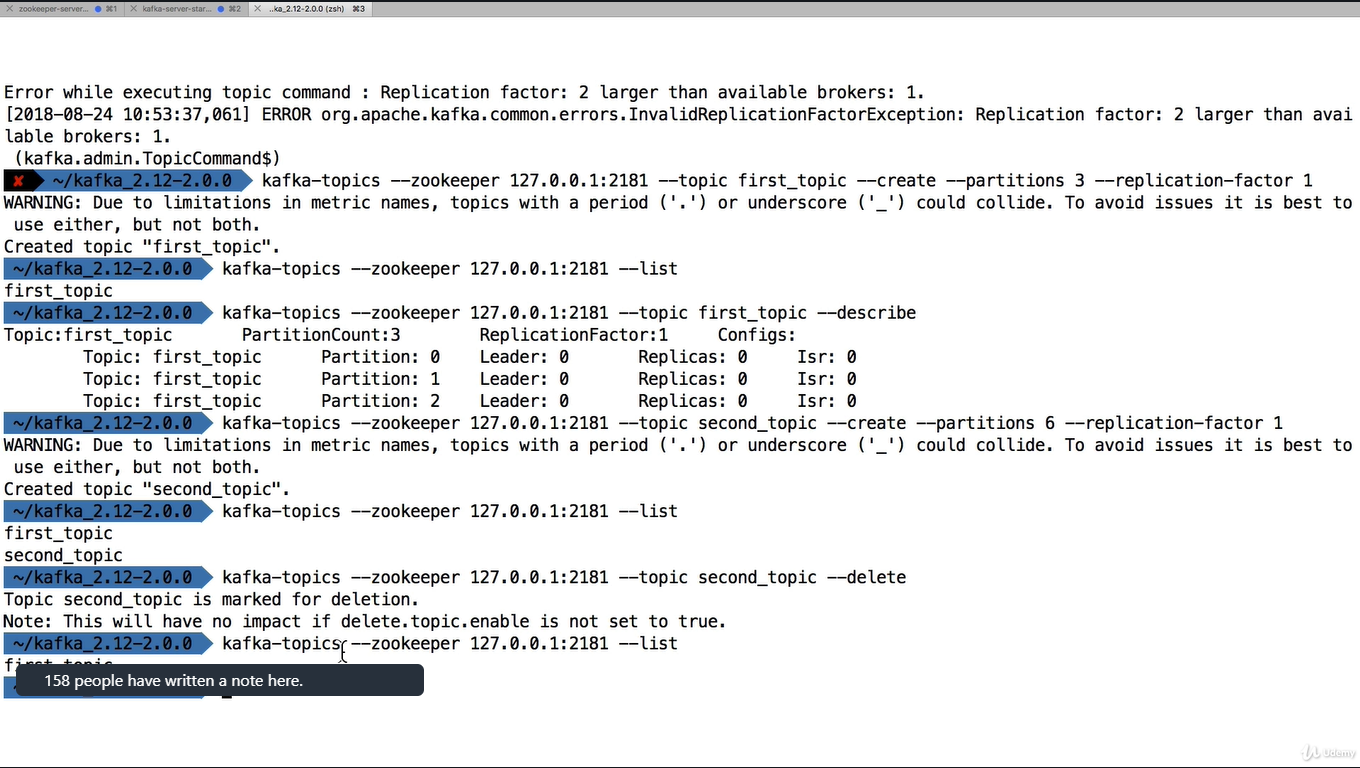 zookeeper-server... ⌘1 kafka-server-star... ⌘2 ..ka_2.12-2.0.0 (zsh) ⌘3
Error while executing topic command : Replication factor: 2 larger than available brokers: 1.
[2018-08-24 10:53:37,061] ERROR org.apache.kafka.common.errors.InvalidReplicationFactorException: Replication factor: 2 larger than avai
lable brokers: 1.
(kafka.admin.TopicCommand$)
✘ ~/kafka_2.12-2.0.0 kafka-topics --zookeeper 127.0.0.1:2181 --topic first_topic --create --partitions 3 --replication-factor 1
WARNING: Due to limitations in metric names, topics with a period ('.') or underscore ('_') could collide. To avoid issues it is best to
use either, but not both.
Created topic "first_topic".
~/kafka_2.12-2.0.0 kafka-topics --zookeeper 127.0.0.1:2181 --list
first_topic
~/kafka_2.12-2.0.0 kafka-topics --zookeeper 127.0.0.1:2181 --topic first_topic --describe
Topic:first_topic PartitionCount:3 ReplicationFactor:1 Configs:
Topic: first_topic Partition: 0 Leader: 0 Replicas: 0 Isr: 0
Topic: first_topic Partition: 1 Leader: 0 Replicas: 0 Isr: 0
Topic: first_topic Partition: 2 Leader: 0 Replicas: 0 Isr: 0
~/kafka_2.12-2.0.0 kafka-topics --zookeeper 127.0.0.1:2181 --topic second_topic --create --partitions 6 --replication-factor 1
WARNING: Due to limitations in metric names, topics with a period ('.') or underscore ('_') could collide. To avoid issues it is best to
use either, but not both.
Created topic "second_topic".
~/kafka_2.12-2.0.0 kafka-topics --zookeeper 127.0.0.1:2181 --list
first_topic
second_topic
~/kafka_2.12-2.0.0 kafka-topics --zookeeper 127.0.0.1:2181 --topic second_topic --delete
Topic second_topic is marked for deletion.
Note: This will have no impact if delete.topic.enable is not set to true.
~/kafka_2.12-2.0.0 kafka-topics --zookeeper 127.0.0.1:2181 --list
158 people have written a note here.
Udemy